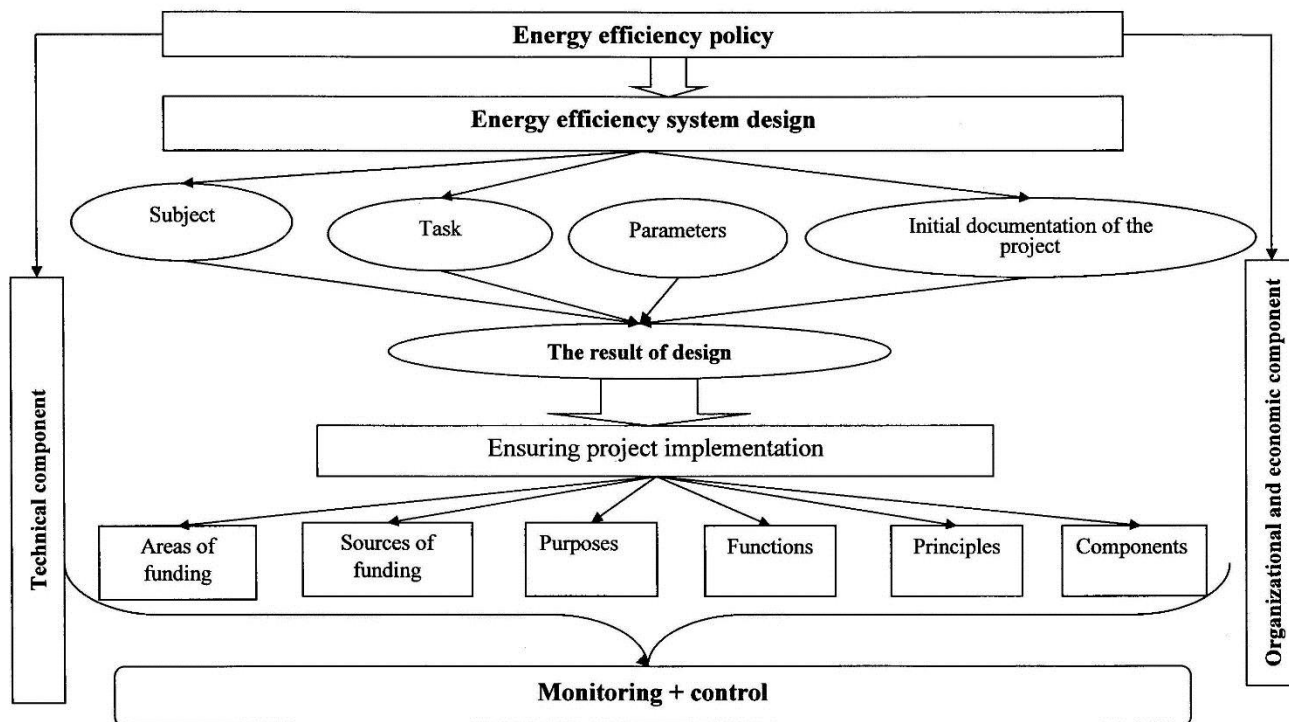 Energy efficiency policy
Energy efficiency system design
Subject
Task
Parameters
Initial documentation of the
project
The result of design
Technical component
Organizational and economic component
Ensuring project implementation
Areas of
funding
Sources of
funding
Purposes
Functions
Principles
Components
Monitoring + control